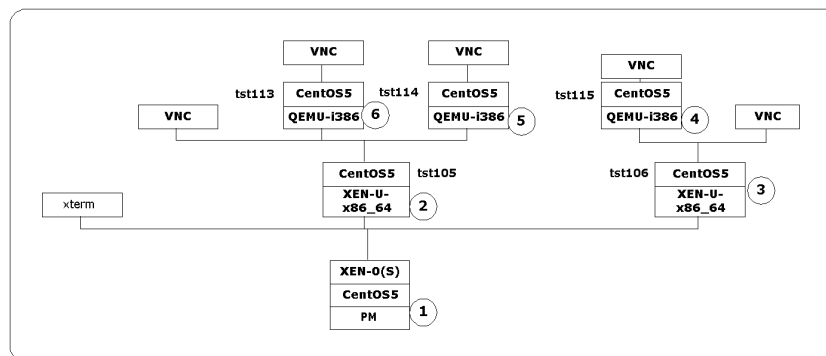 VNC
VNC
VNC
tst113
CentOS5
tst114
CentOS5
tst115
CentOS5
VNC
QEMU-i386
6
QEMU-i386
5
QEMU-i386
4
VNC
CentOS5
tst105
tst106
CentOS5
xterm
XEN-U-
x86_64
2
XEN-U-
x86_64
3
XEN-0(S)
CentOS5
PM
1